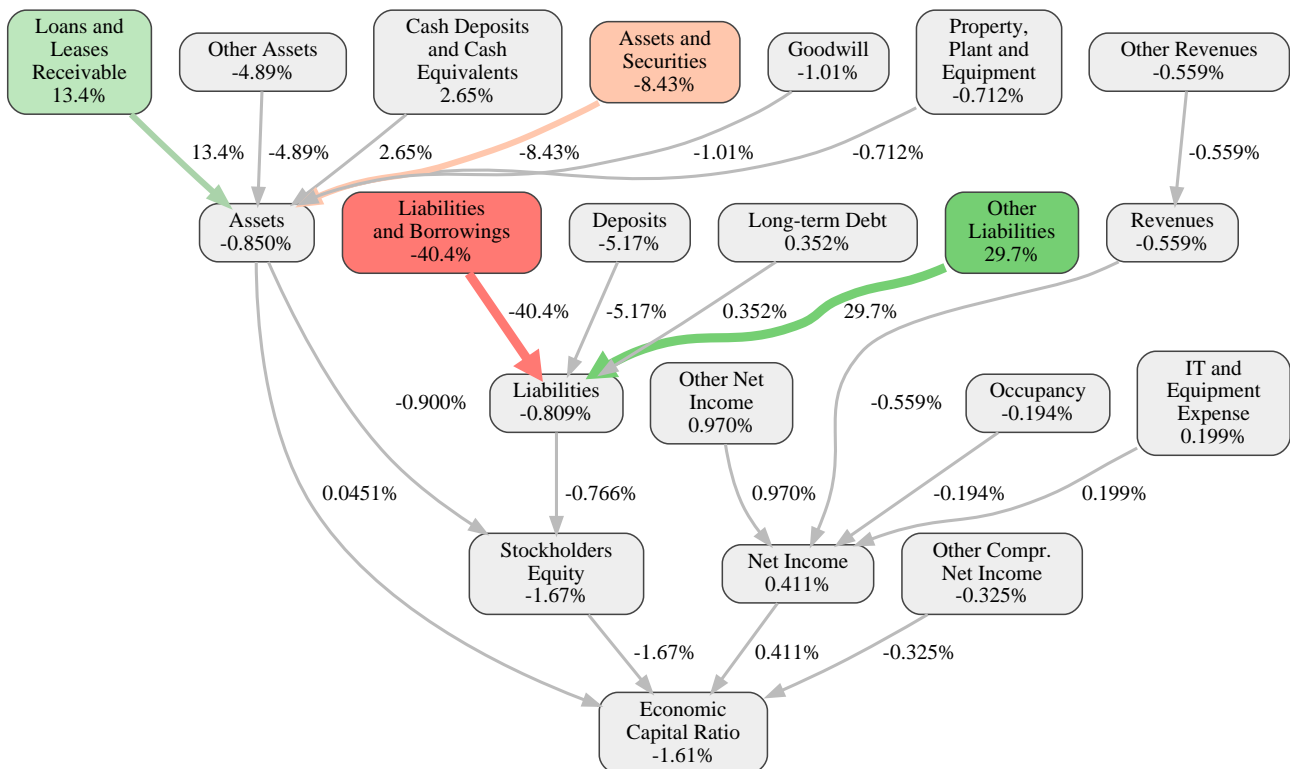 Loans and
Leases
Receivable
13.4%
Other Assets
-4.89%
Cash Deposits
and Cash
Equivalents
2.65%
Assets and
Securities
-8.43%
Goodwill
-1.01%
Property,
Plant and
Equipment
-0.712%
Other Revenues
-0.559%
13.4%
-4.89%
2.65%
-8.43%
-1.01%
-0.712%
-0.559%
Assets
-0.850%
Liabilities
and Borrowings
-40.4%
Deposits
-5.17%
Long-term Debt
0.352%
Other
Liabilities
29.7%
Revenues
-0.559%
-40.4%
-5.17%
0.352%
29.7%
-0.900%
Liabilities
-0.809%
Other Net
Income
0.970%
-0.559%
Occupancy
-0.194%
IT and
Equipment
Expense
0.199%
0.0451%
-0.766%
0.970%
-0.194%
0.199%
Stockholders
Equity
-1.67%
Net Income
0.411%
Other Compr.
Net Income
-0.325%
-1.67%
0.411%
-0.325%
Economic
Capital Ratio
-1.61%